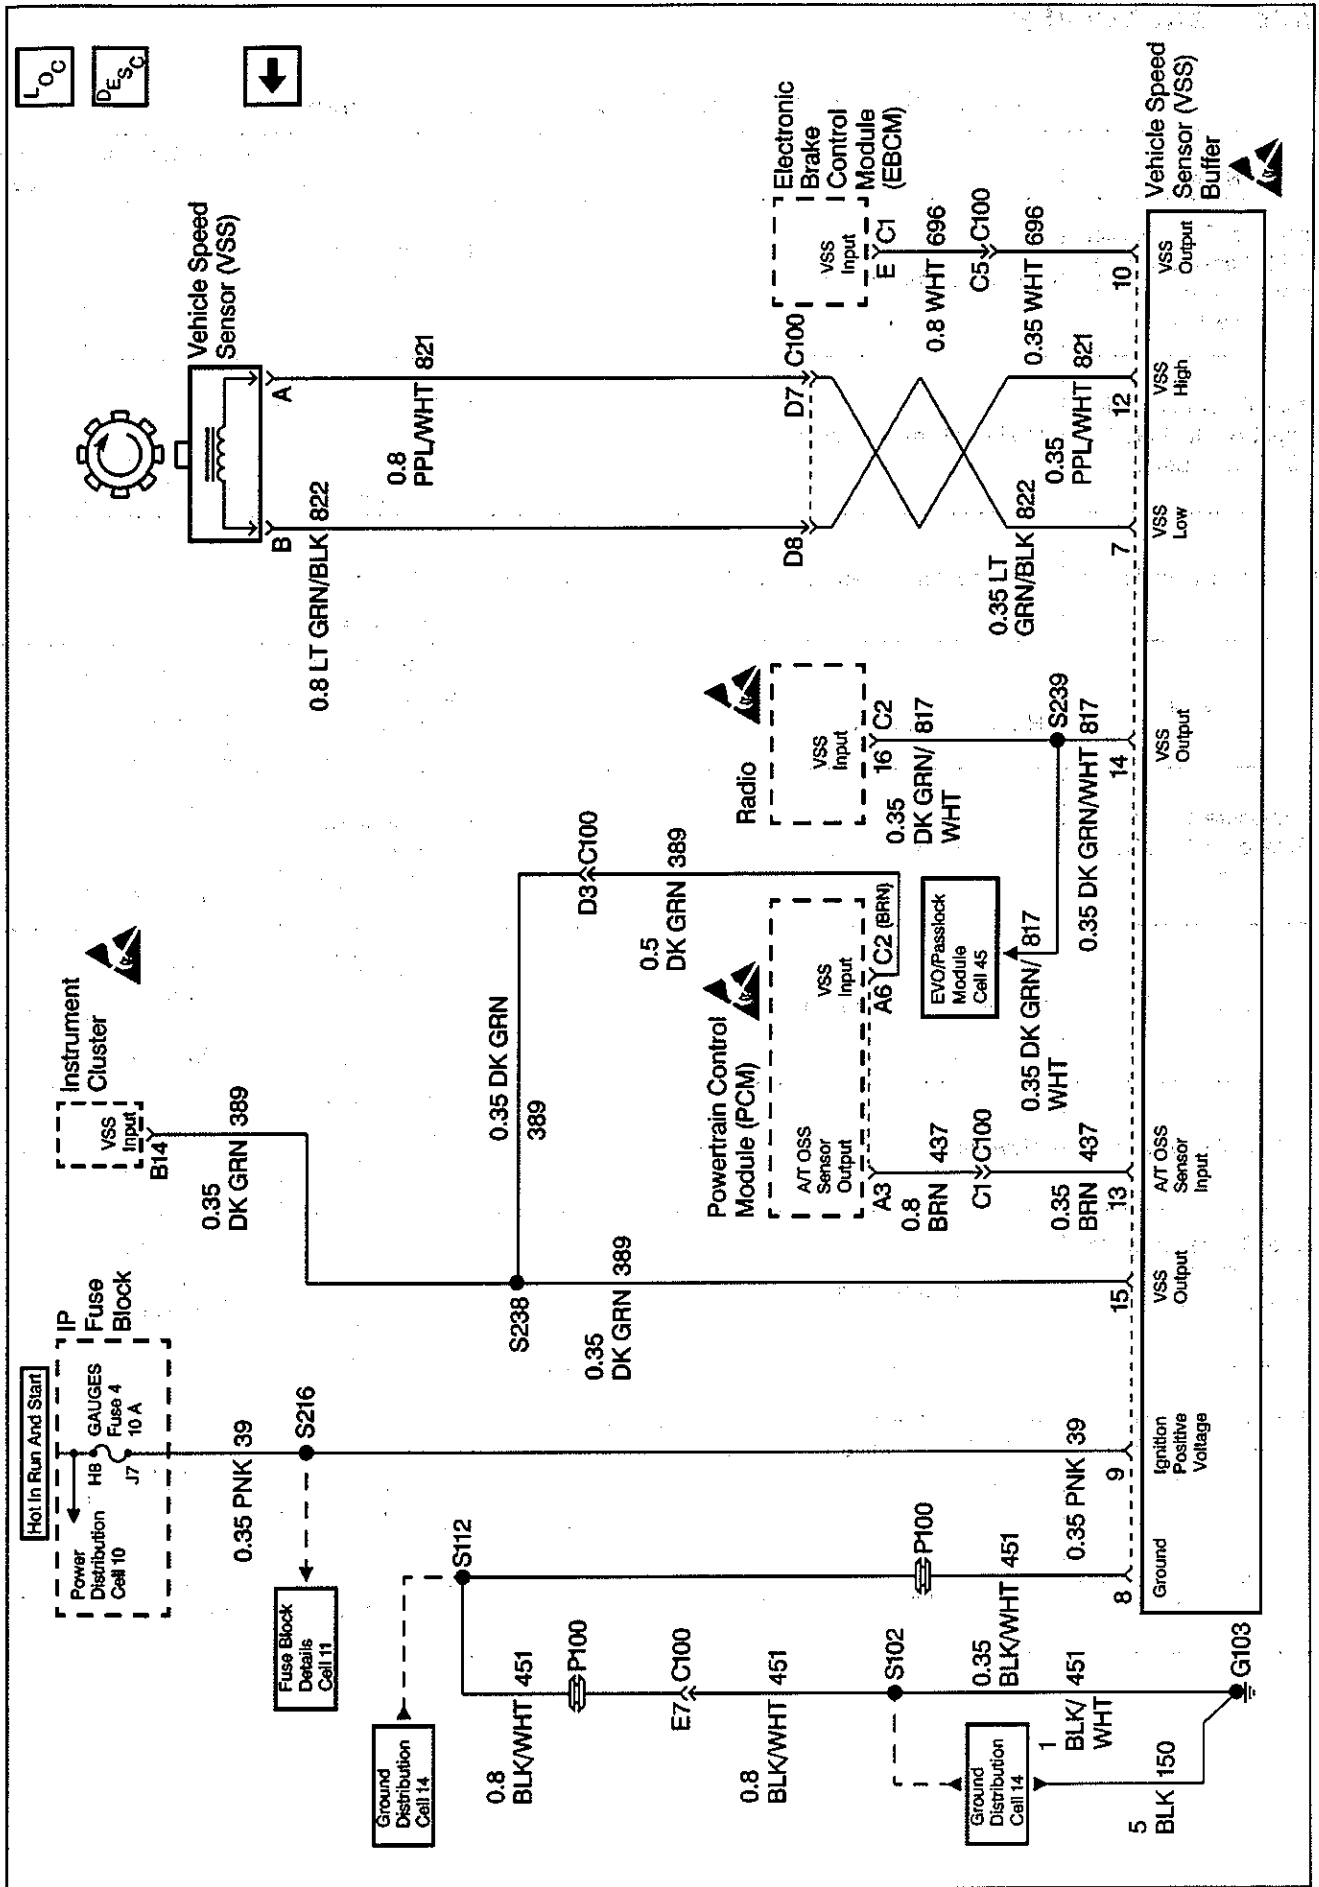 LOC
DESC
Hot In Run And Start
IP
Fuse
Block
Power
Distribution
Cell 10
H8
GAUGES
Fuse 4
10 A
J7
0.35 PNK 39
S216
Fuse Block
Details
Cell 11
Instrument
Cluster
VSS
Input
B14
0.35
DK GRN 389
Vehicle Speed
Sensor (VSS)
B
A
0.8 LT GRN/BLK 822
0.8
PPL/WHT 821
Ground
Distribution
Cell 14
S112
0.8
BLK/WHT 451
P100
E7
C100
0.8
BLK/WHT 451
S102
S238
0.35
DK GRN 389
0.35 DK GRN
389
D3
C100
0.5
DK GRN 389
Powertrain Control
Module (PCM)
A/T OSS
Sensor
Output
VSS
Input
A3
A6
C2 (BRN)
0.8
BRN 437
C1
C100
0.35
BRN 437
Radio
VSS
Input
16
C2
0.35
DK GRN/ 817
WHT
EVO/Passlock
Module
Cell 45
0.35 DK GRN/ 817
WHT
S239
0.35 DK GRN/WHT 817
D8
D7
C100
0.35 LT
GRN/BLK 822
0.35
PPL/WHT 821
Electronic
Brake
Control
Module
(EBCM)
VSS
Input
E
C1
0.8 WHT 696
C5
C100
0.35 WHT 696
P100
0.35
BLK/WHT 451
0.35 PNK 39
Ground
Distribution
Cell 14
1
BLK/ 451
WHT
5
BLK 150
G103
8
9
15
13
14
7
12
10
Ground
Ignition
Positive
Voltage
VSS
Output
A/T OSS
Sensor
Input
VSS
Output
VSS
Low
VSS
High
VSS
Output
Vehicle Speed
Sensor (VSS)
Buffer